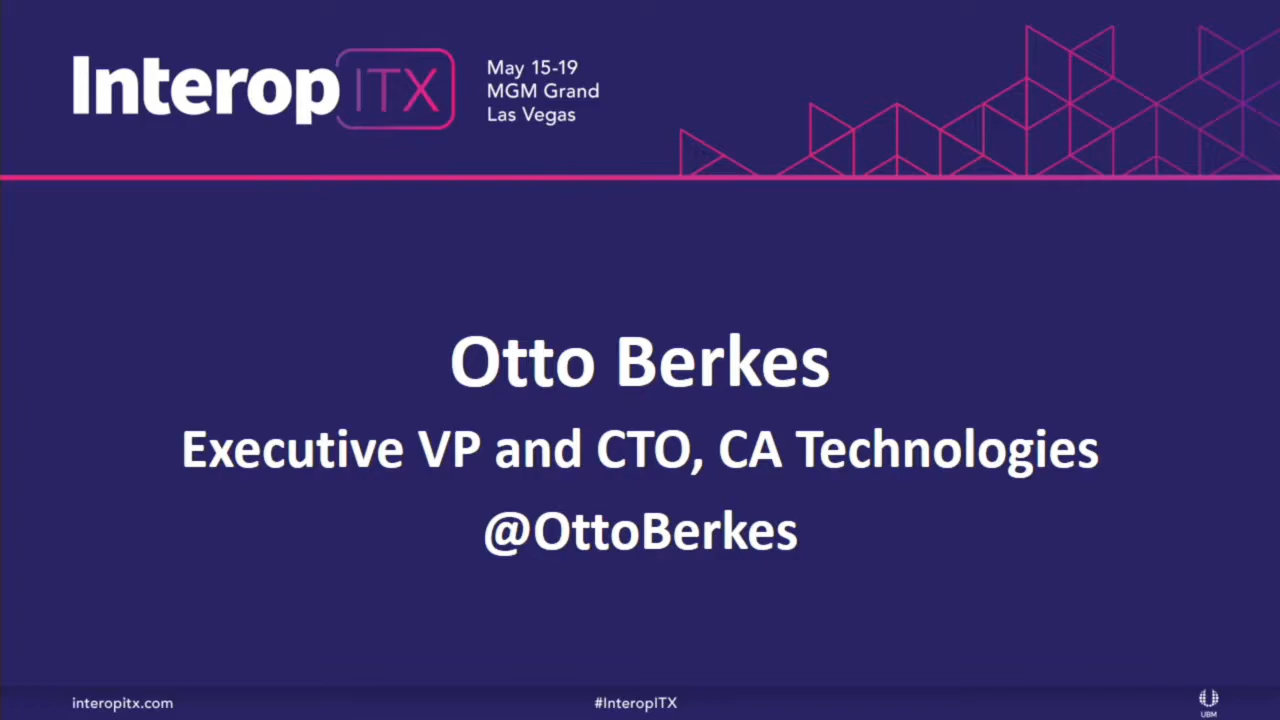 Interop ITX
May 15-19
MGM Grand
Las Vegas
Otto Berkes
Executive VP and CTO, CA Technologies
@OttoBerkes
interopitx.com
#InteropITX
UBM